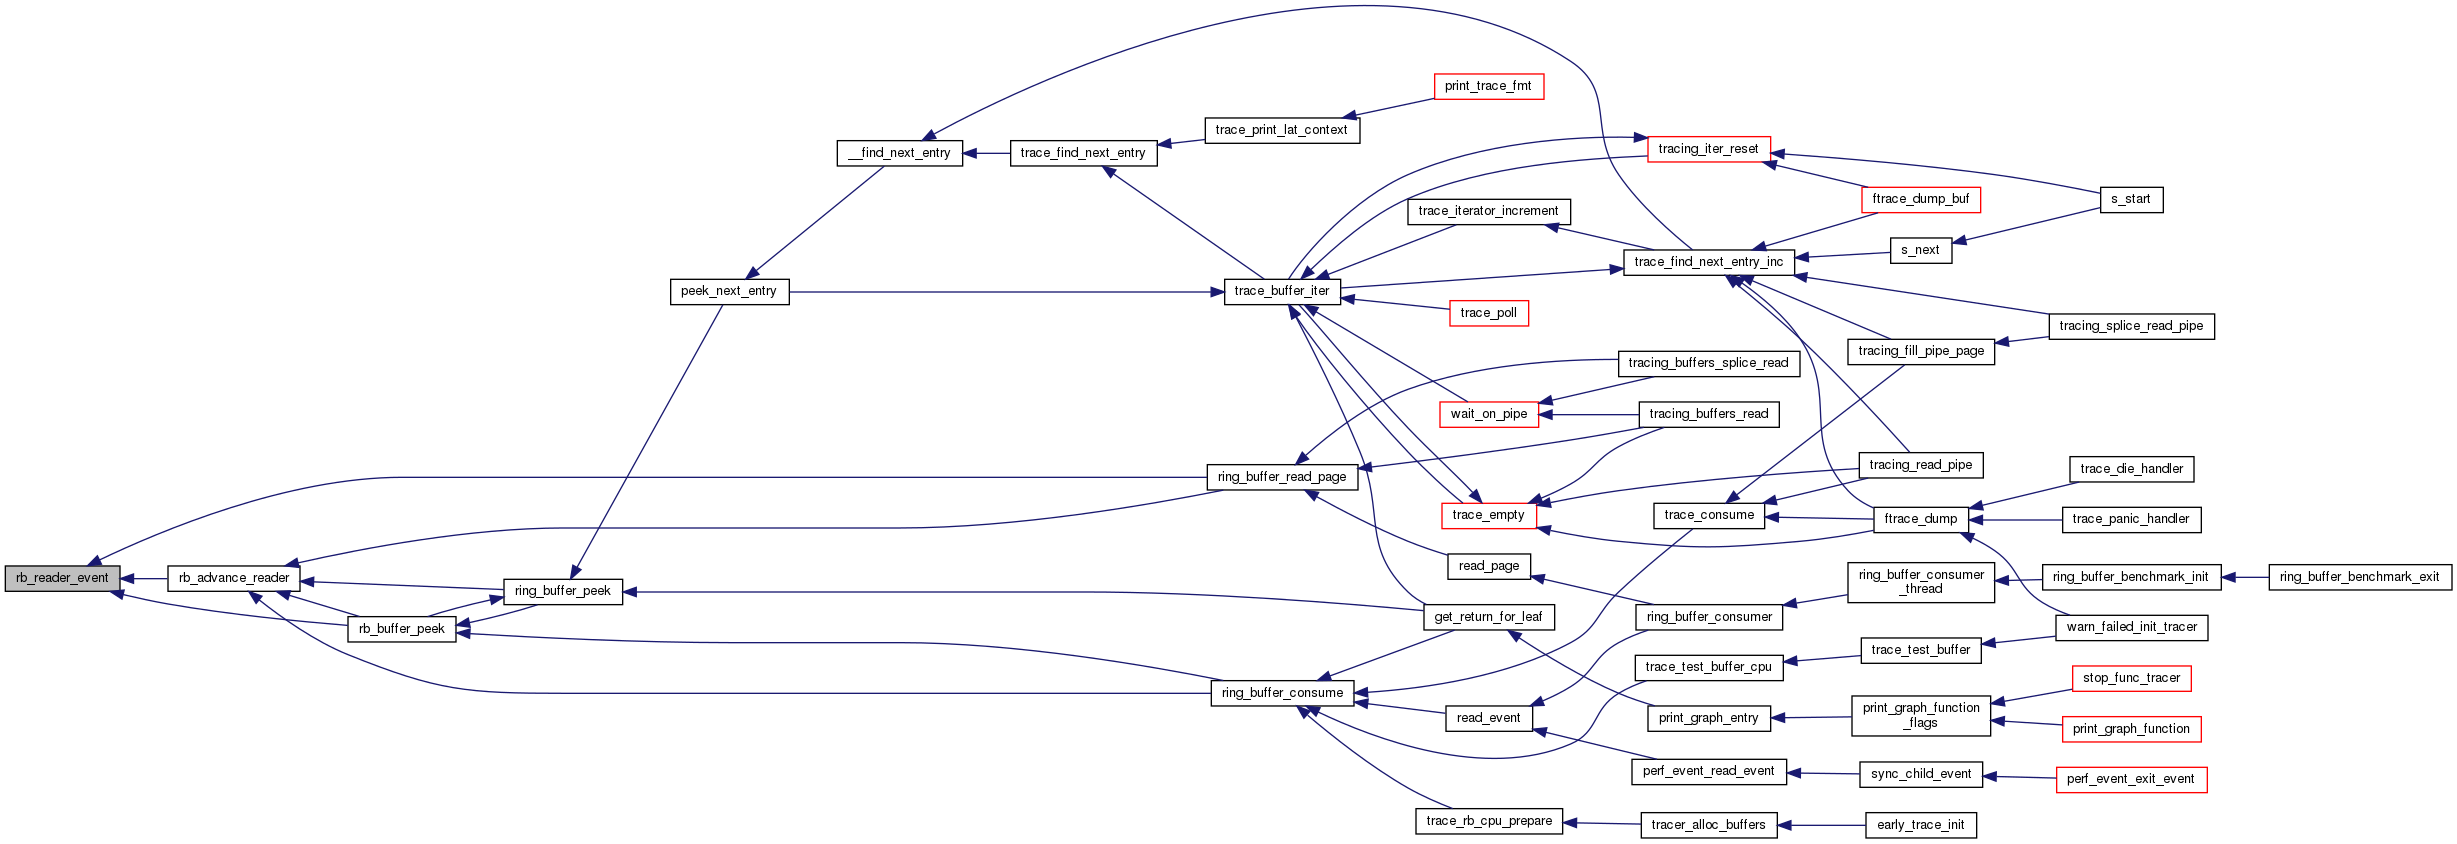 print_trace_fmt
trace_print_lat_context
__find_next_entry
trace_find_next_entry
tracing_iter_reset
ftrace_dump_buf
s_start
trace_iterator_increment
s_next
trace_find_next_entry_inc
peek_next_entry
trace_buffer_iter
trace_poll
tracing_splice_read_pipe
tracing_fill_pipe_page
tracing_buffers_splice_read
wait_on_pipe
tracing_buffers_read
ring_buffer_read_page
tracing_read_pipe
trace_die_handler
trace_empty
trace_consume
ftrace_dump
trace_panic_handler
rb_reader_event
rb_advance_reader
ring_buffer_peek
read_page
ring_buffer_consumer
_thread
ring_buffer_benchmark_init
ring_buffer_benchmark_exit
rb_buffer_peek
get_return_for_leaf
ring_buffer_consumer
warn_failed_init_tracer
trace_test_buffer_cpu
trace_test_buffer
stop_func_tracer
ring_buffer_consume
read_event
print_graph_entry
print_graph_function
_flags
print_graph_function
perf_event_read_event
sync_child_event
perf_event_exit_event
trace_rb_cpu_prepare
tracer_alloc_buffers
early_trace_init